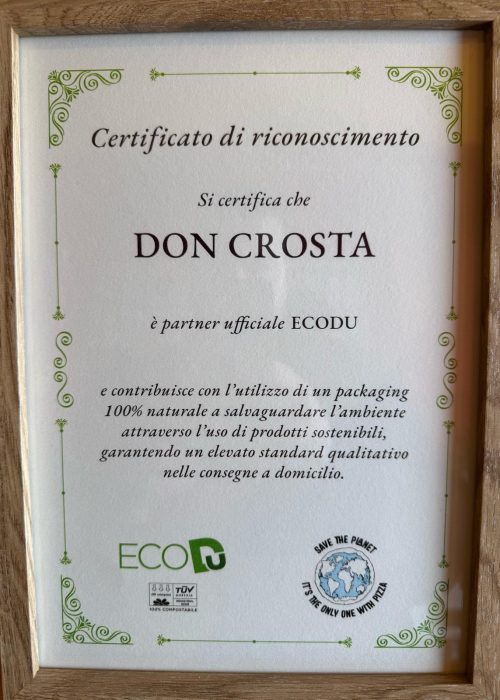 Certificato di riconoscimento
Si certifica che
DON CROSTA
è partner ufficiale ECODU
e contribuisce con l'utilizzo di un packaging
100% naturale a salvaguardare l'ambiente
attraverso l'uso di prodotti sostenibili,
garantendo un elevato standard qualitativo
nelle consegne a domicilio.
ECODU
TÜV
100% COMPOSTABILE
SAVE THE PLANET
IT'S THE ONLY ONE WITH PIZZA